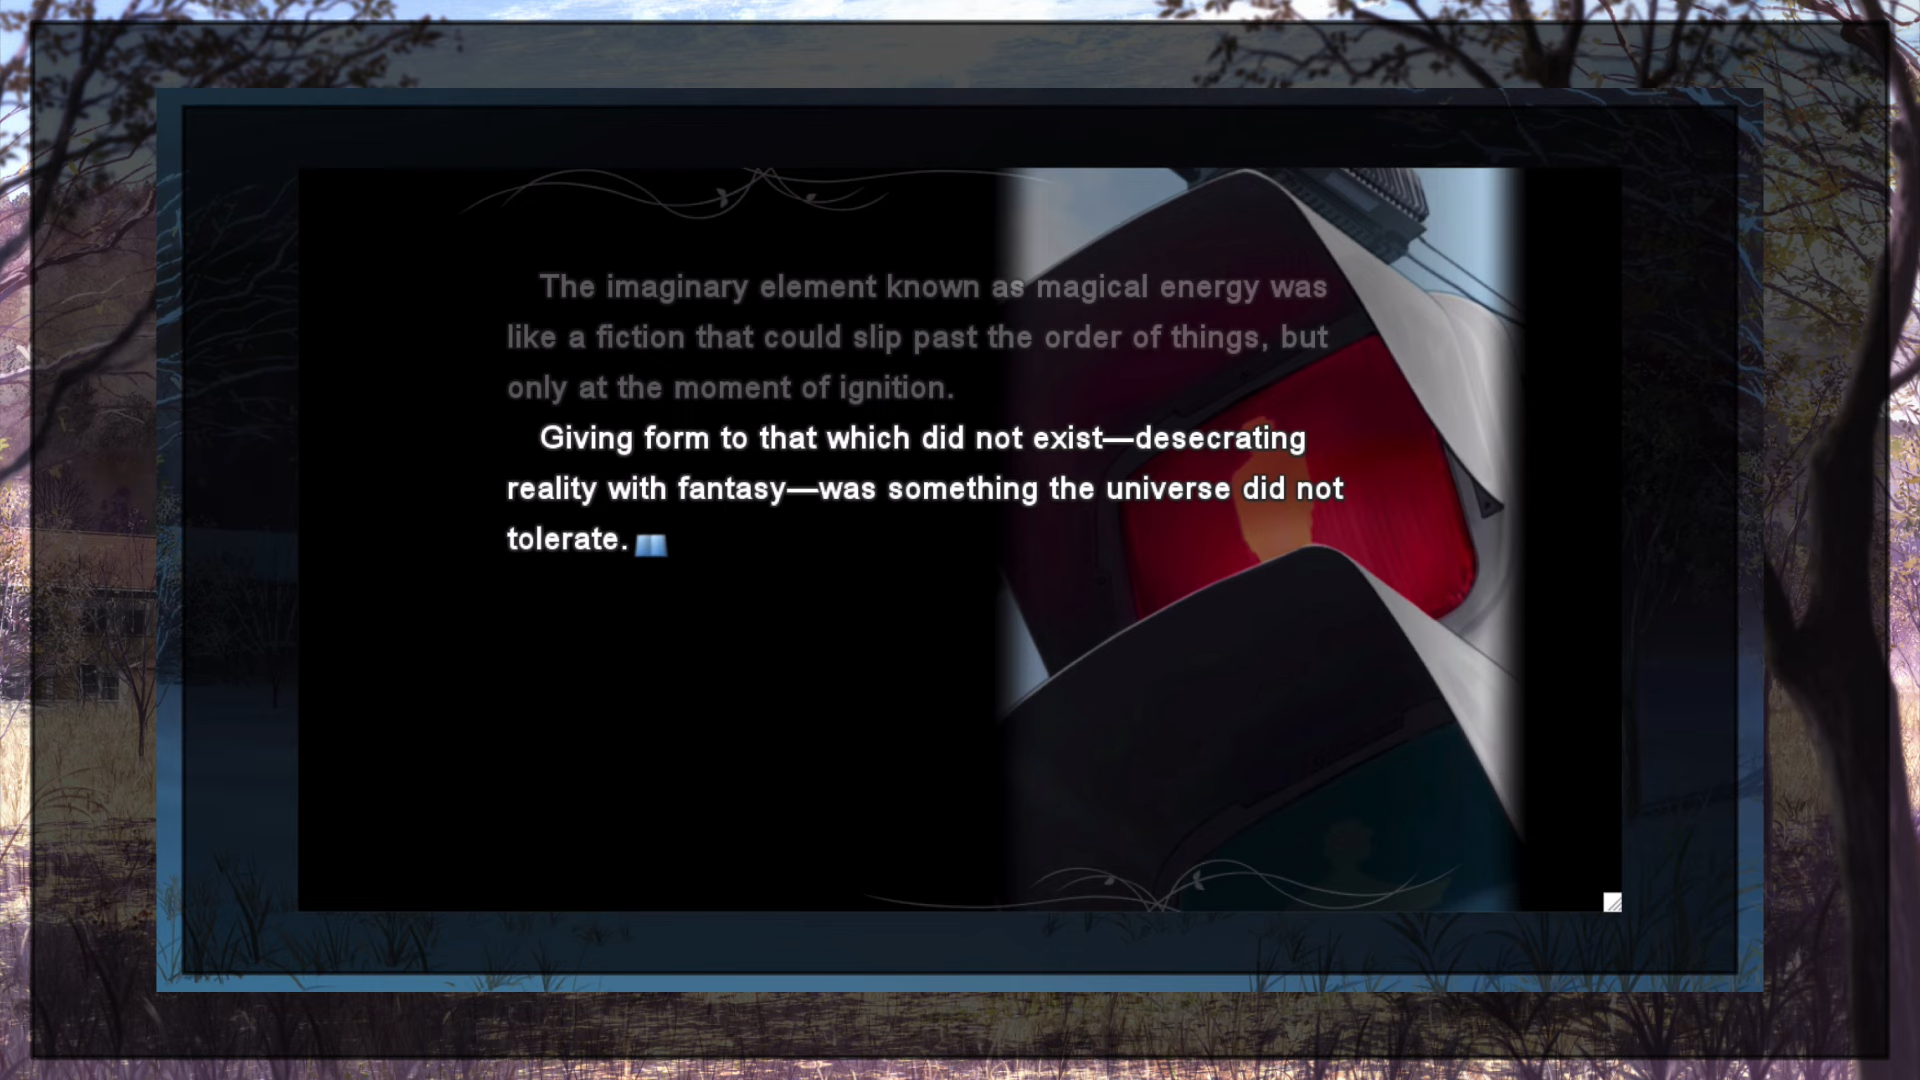 The imaginary element known as magical energy was
like a fiction that could slip past the order of things, but
only at the moment of ignition.
Giving form to that which did not exist—desecrating
reality with fantasy—was something the universe did not
tolerate.